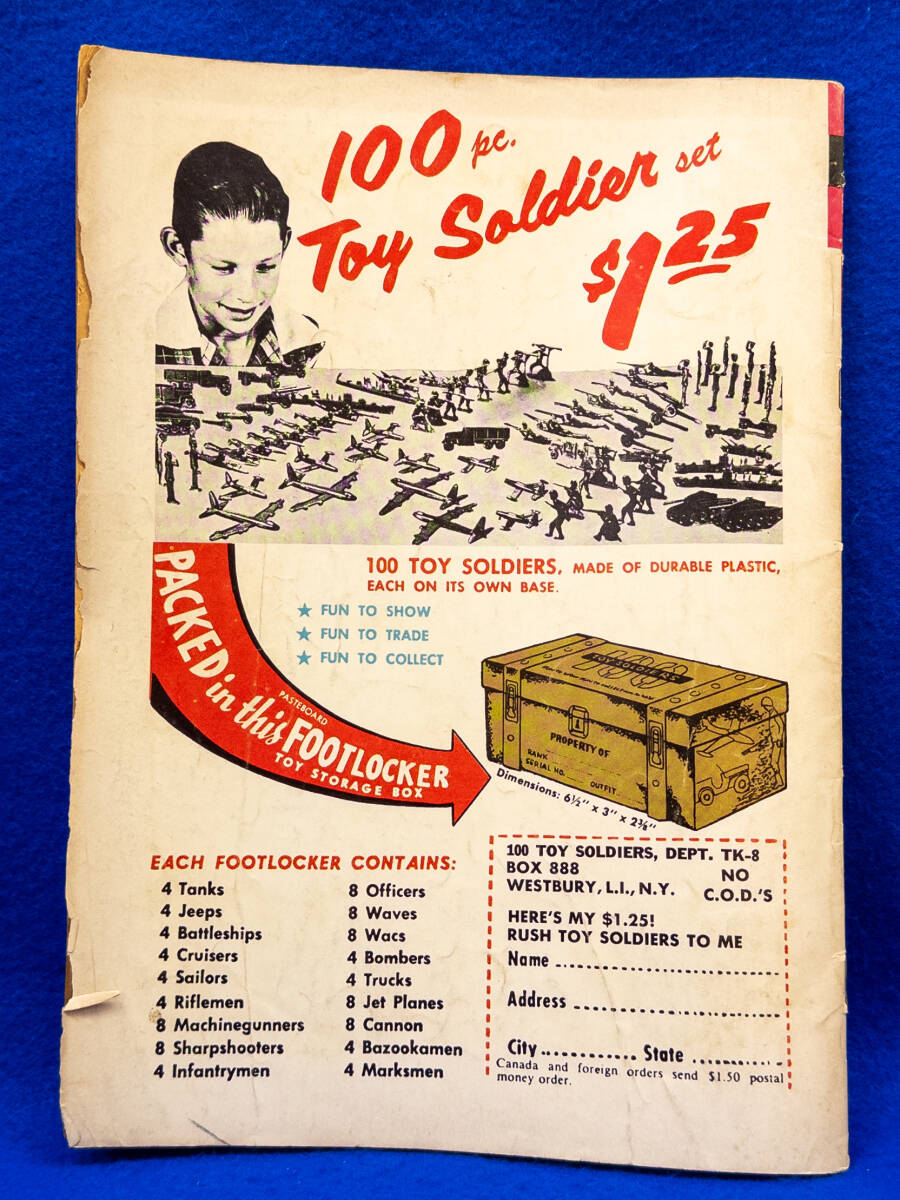 100 pc.
Toy Soldier set
$1.25
100 TOY SOLDIERS, MADE OF DURABLE PLASTIC,
EACH ON ITS OWN BASE.
★ FUN TO SHOW
★ FUN TO TRADE
★ FUN TO COLLECT
PACKED in this
PASTEBOARD
FOOTLOCKER
TOY STORAGE BOX
100
TOY SOLDIERS
PROPERTY OF
RANK
SERIAL NO.
OUTFIT
Dimensions: 6½" x 3" x 2⅜"
EACH FOOTLOCKER CONTAINS:
4 Tanks
4 Jeeps
4 Battleships
4 Cruisers
4 Sailors
4 Riflemen
8 Machinegunners
8 Sharpshooters
4 Infantrymen
8 Officers
8 Waves
8 Wacs
4 Bombers
4 Trucks
8 Jet Planes
8 Cannon
4 Bazookamen
4 Marksmen
100 TOY SOLDIERS, DEPT. TK-8
BOX 888
WESTBURY, L.I., N.Y.
NO
C.O.D.'S
HERE'S MY $1.25!
RUSH TOY SOLDIERS TO ME
Name
Address
City State
Canada and foreign orders send $1.50 postal
money order.